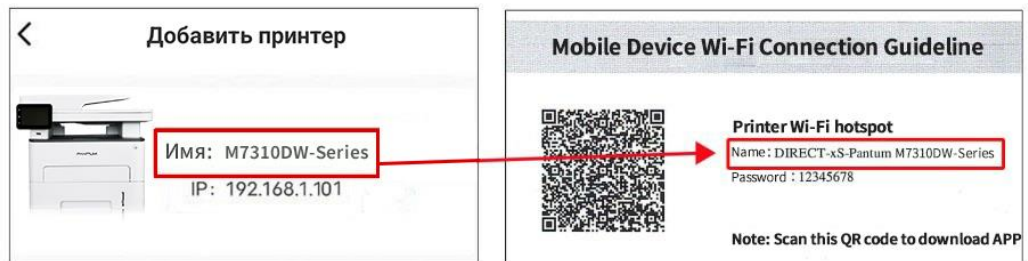 Добавить принтер
Имя: M7310DW-Series
IP: 192.168.1.101
Mobile Device Wi-Fi Connection Guideline
Printer Wi-Fi hotspot
Name: DIRECT-xS-Pantum M7310DW-Series
Password : 12345678
Note: Scan this QR code to download APP